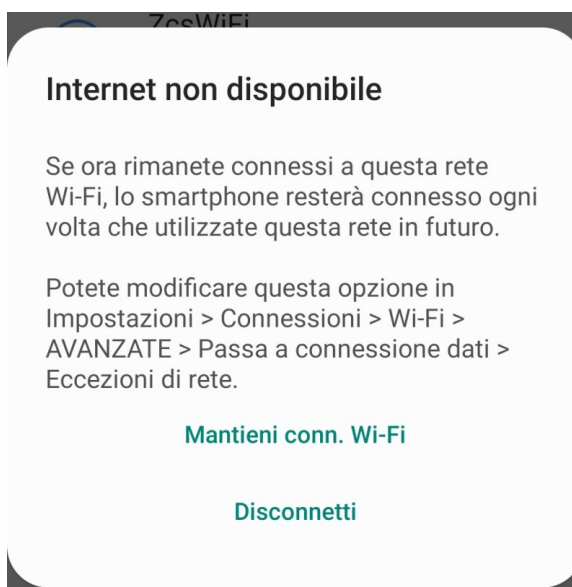 ZcsWiFi
Internet non disponibile
Se ora rimanete connessi a questa rete
Wi-Fi, lo smartphone resterà connesso ogni
volta che utilizzate questa rete in futuro.
Potete modificare questa opzione in
Impostazioni > Connessioni > Wi-Fi >
AVANZATE > Passa a connessione dati >
Eccezioni di rete.
Mantieni conn. Wi-Fi
Disconnetti